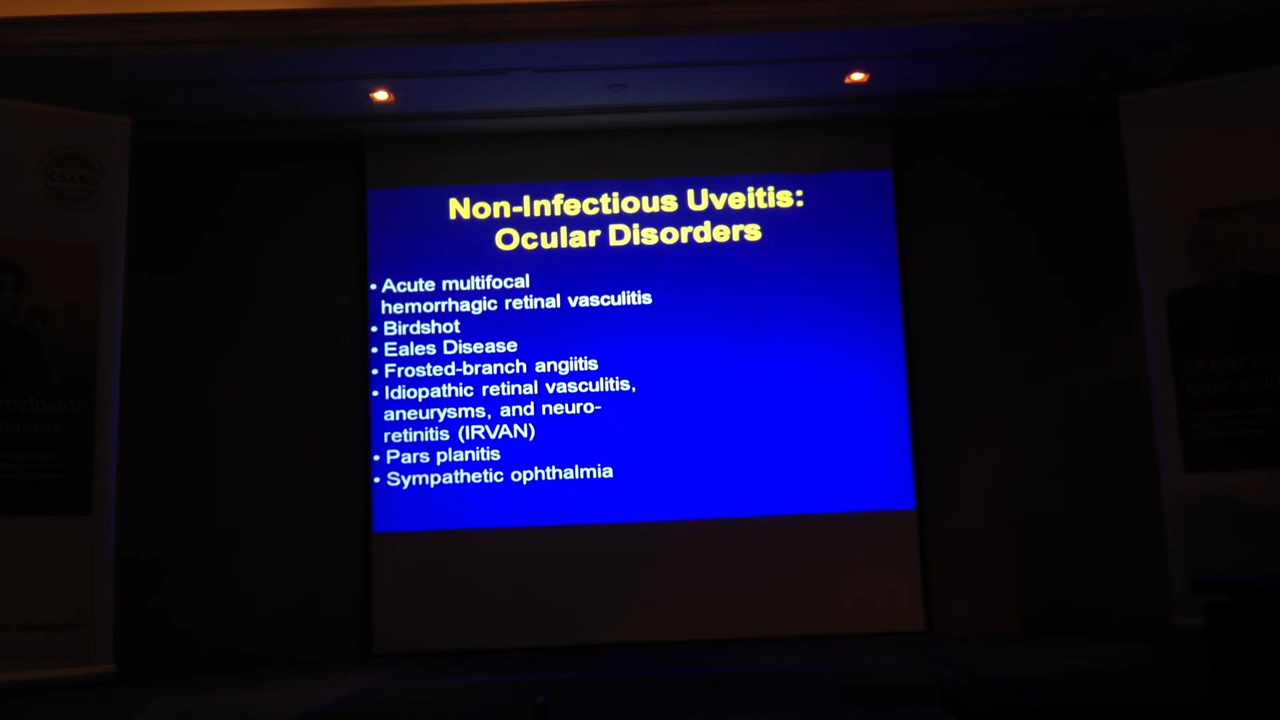 Non-Infectious Uveitis:
Ocular Disorders
• Acute multifocal
hemorrhagic retinal vasculitis
• Birdshot
• Eales Disease
• Frosted-branch angiitis
• Idiopathic retinal vasculitis,
aneurysms, and neuro-
retinitis (IRVAN)
• Pars planitis
• Sympathetic ophthalmia